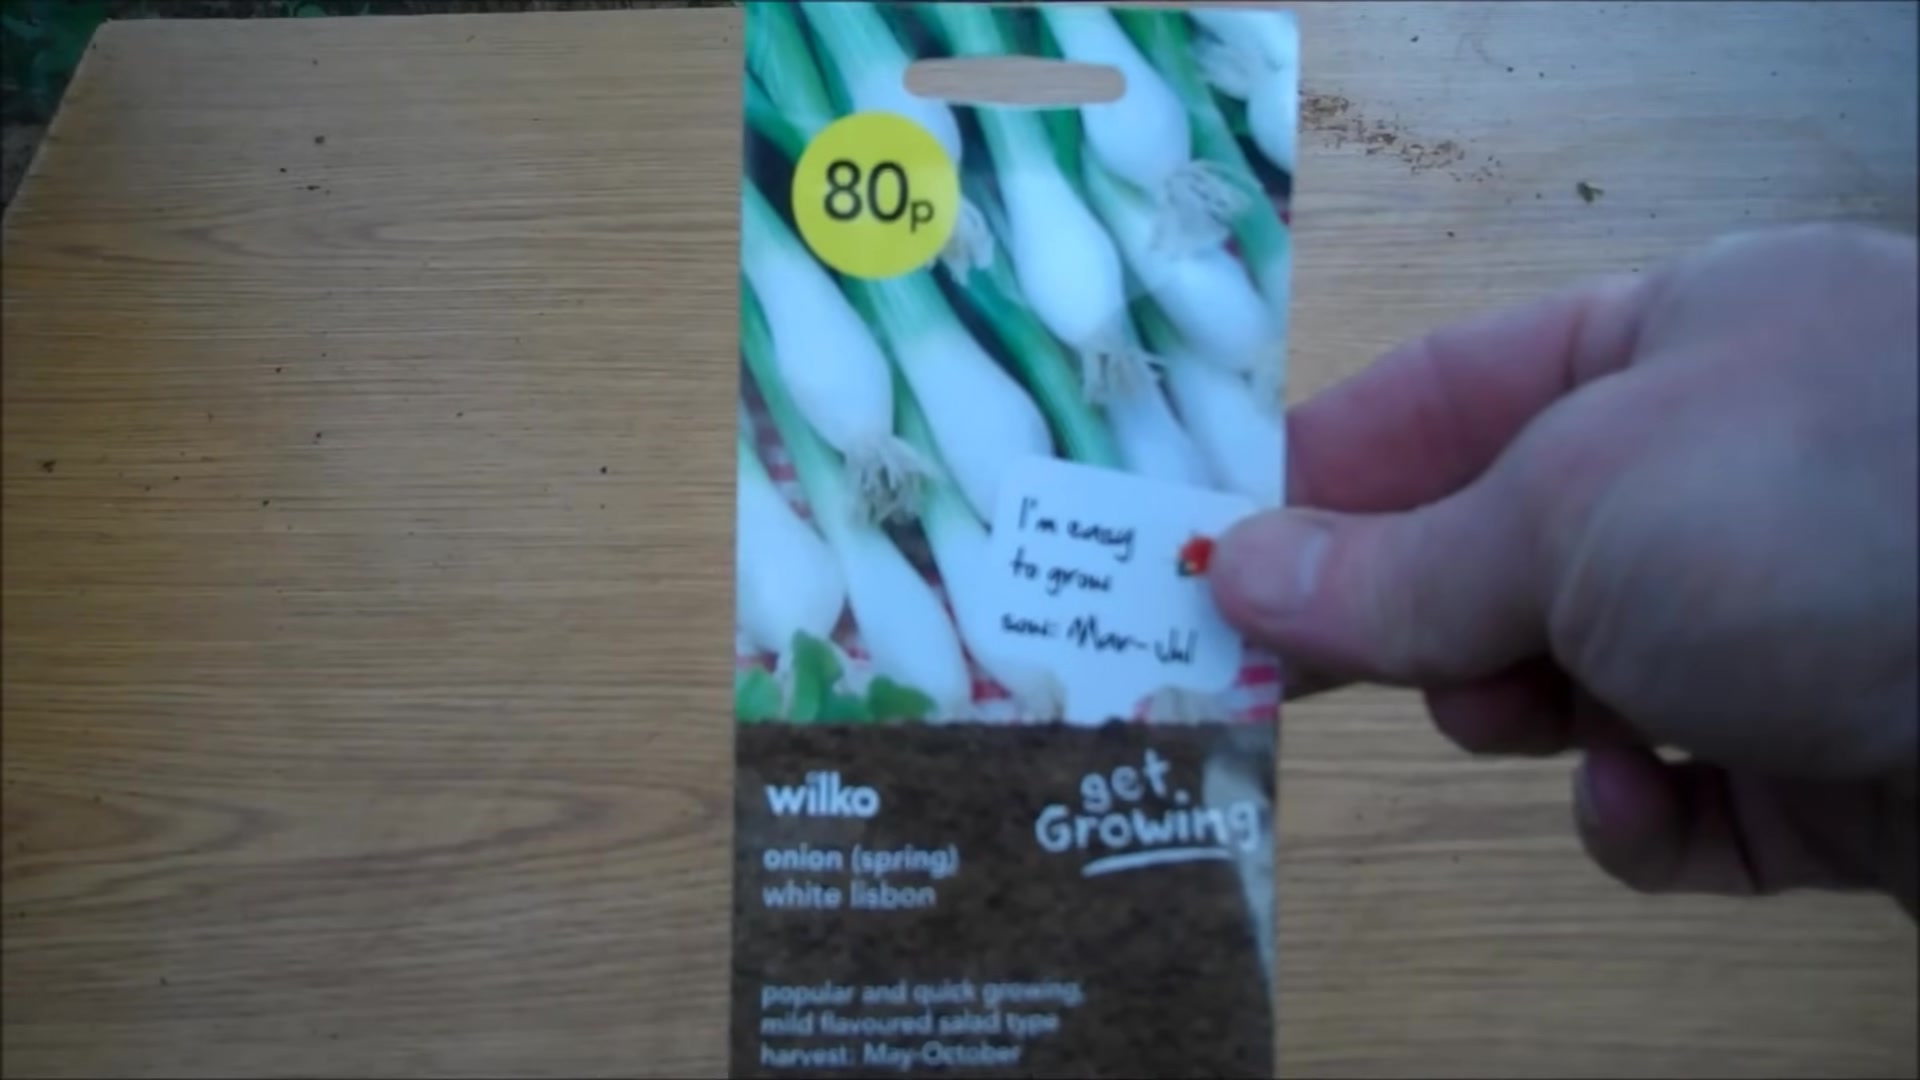 80p
I'm easy
to grow
sow: Mar-Jul
wilko
get
Growing
onion (spring)
white lisbon
popular and quick growing,
mild flavoured salad type
harvest: May-October